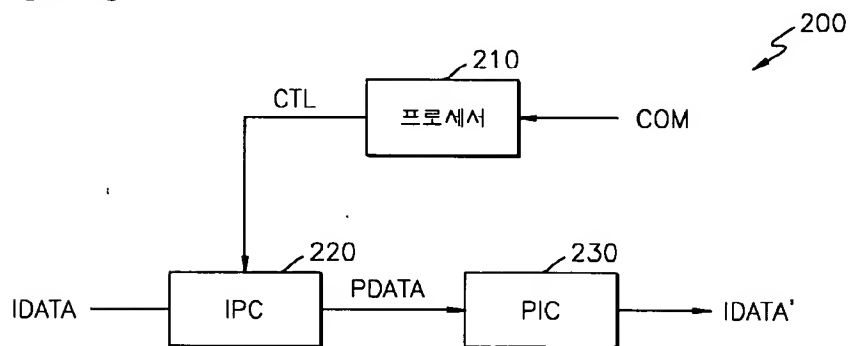 200
210
CTL
프로세서
COM
220
230
IDATA
IPC
PDATA
PIC
IDATA'